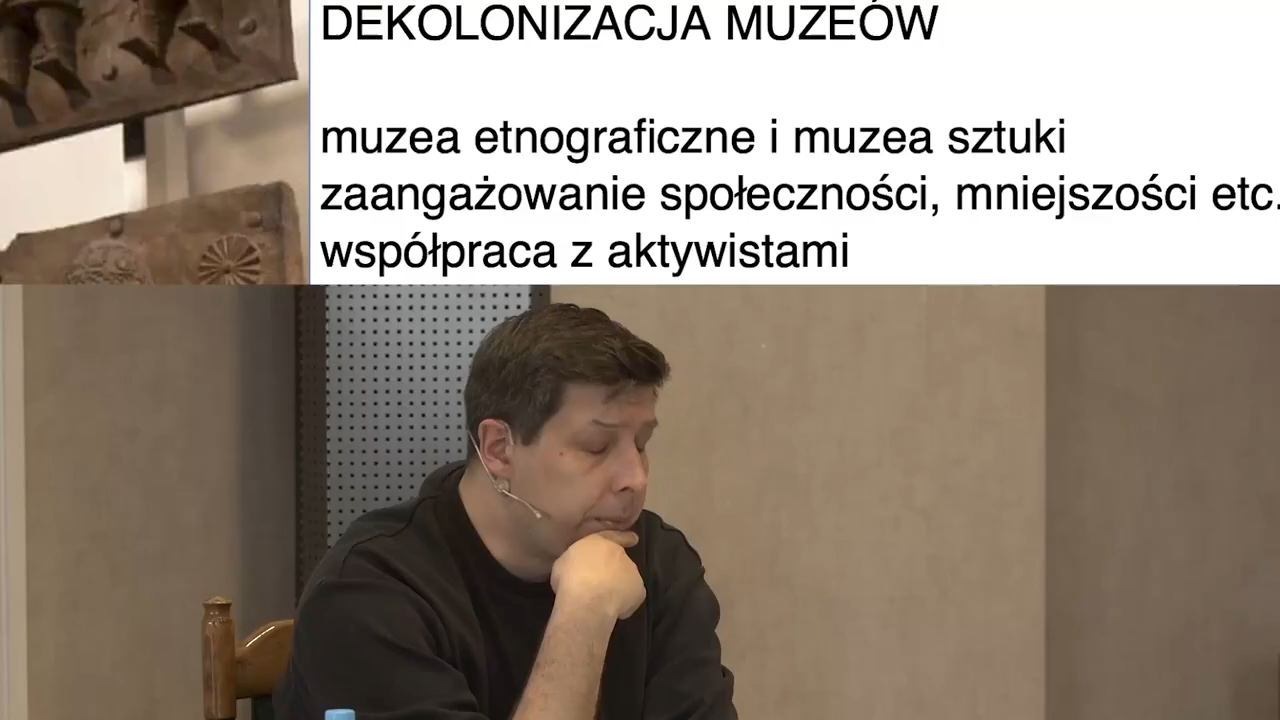 DEKOLONIZACJA MUZEÓW
muzea etnograficzne i muzea sztuki
zaangażowanie społeczności, mniejszości etc.
współpraca z aktywistami